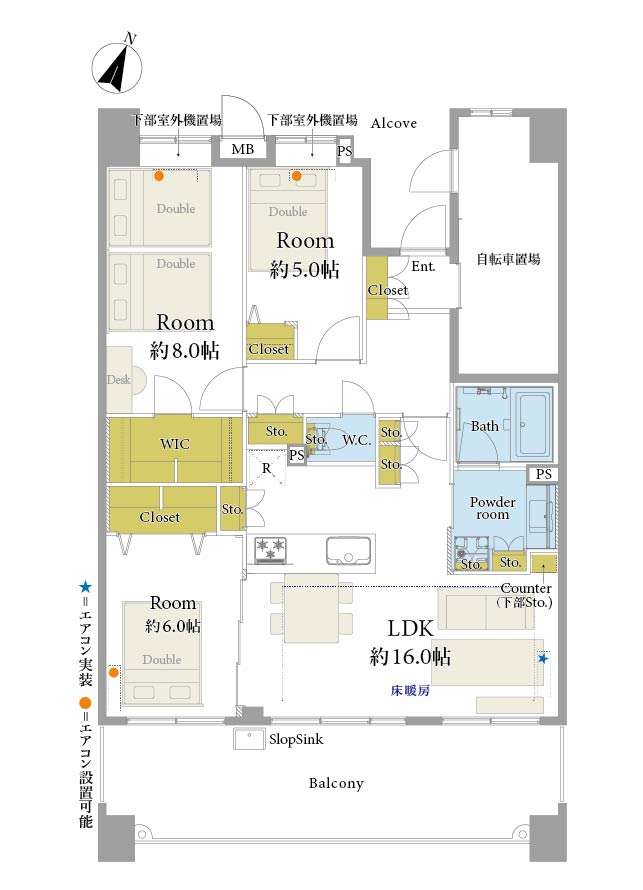 N
下部室外機置場
下部室外機置場
Alcove
MB
PS
Double
Double
Double
Room
約5.0帖
Room
約8.0帖
Desk
Closet
Closet
Ent.
自転車置場
WIC
Sto.
Sto.
W.C.
Sto.
Sto.
PS
R
Bath
PS
Powder
room
Closet
Sto.
Sto.
Sto.
Counter
(下部Sto.)
Room
約6.0帖
Double
LDK
約16.0帖
床暖房
SlopSink
Balcony
★=エアコン実装
●=エアコン設置可能